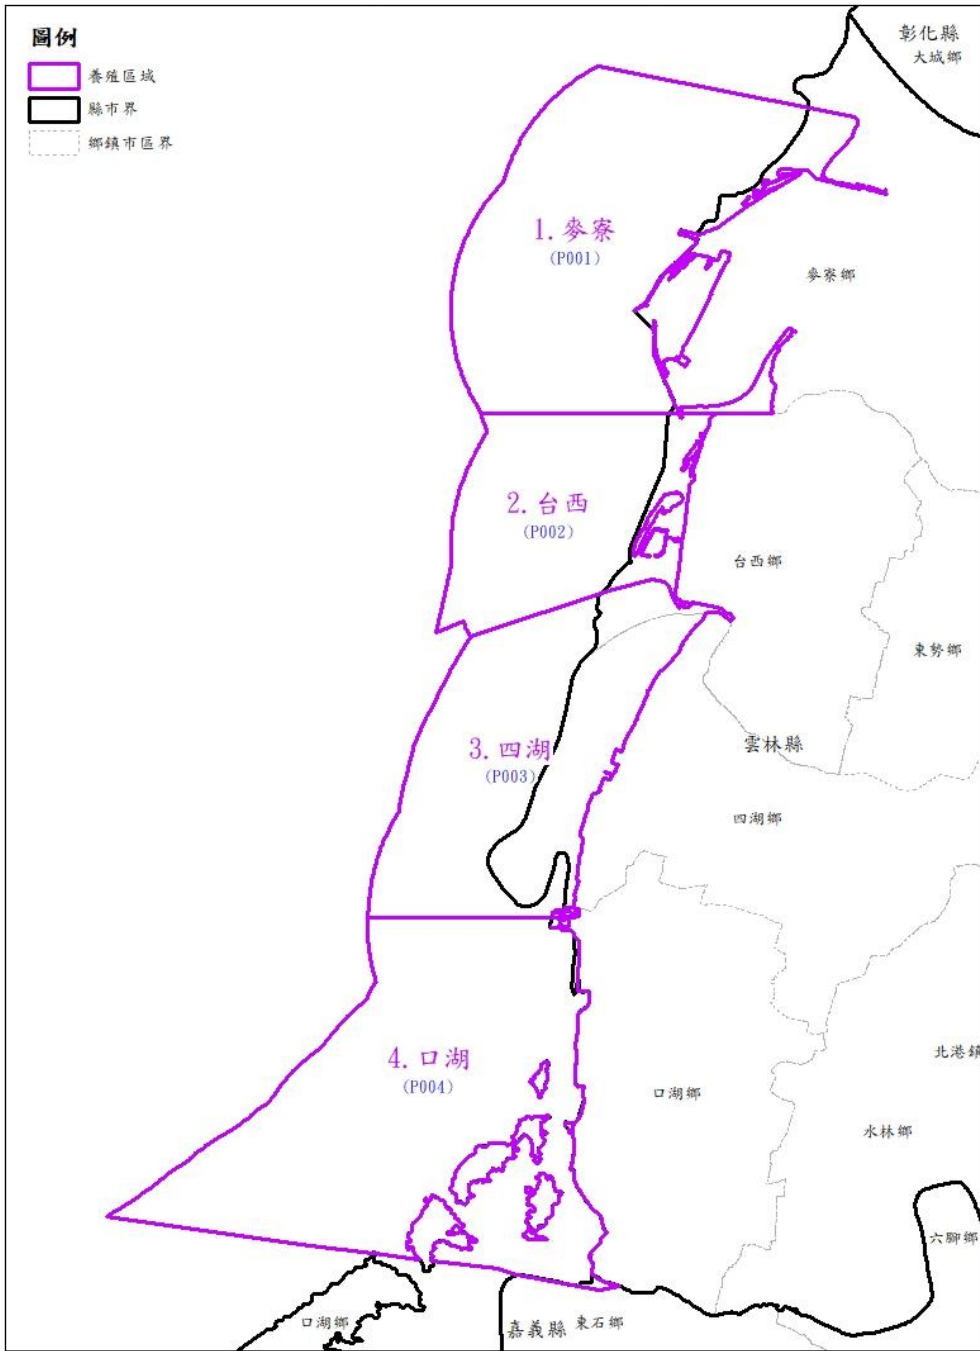 圖例
養殖區域
縣市界
鄉鎮市區界
彰化縣
大城鄉
1. 麥寮
(P001)
麥寮鄉
2. 台西
(P002)
台西鄉
東勢鄉
3. 四湖
(P003)
雲林縣
四湖鄉
4. 口湖
(P004)
北港鎮
口湖鄉
水林鄉
六腳鄉
口湖鄉
嘉義縣
東石鄉